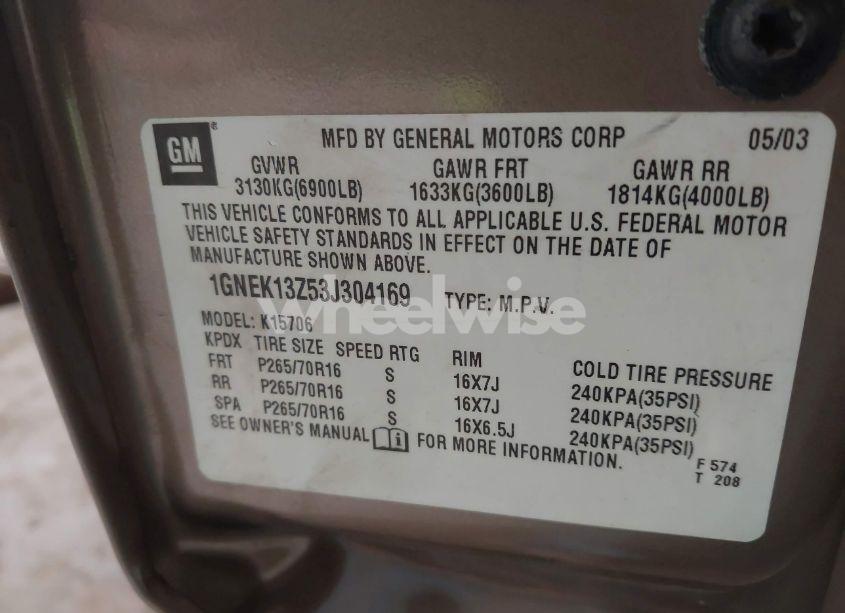 GM ® MFD BY GENERAL MOTORS CORP 05/03
GVWR GAWR FRT GAWR RR
3130KG(6900LB) 1633KG(3600LB) 1814KG(4000LB)
THIS VEHICLE CONFORMS TO ALL APPLICABLE U.S. FEDERAL MOTOR
VEHICLE SAFETY STANDARDS IN EFFECT ON THE DATE OF
MANUFACTURE SHOWN ABOVE.
1GNEK13Z53J304169 TYPE: M.P.V.
wheelwise
MODEL: K15706
KPDX TIRE SIZE SPEED RTG RIM COLD TIRE PRESSURE
FRT P265/70R16 S 16X7J 240KPA(35PSI)
RR P265/70R16 S 16X7J 240KPA(35PSI)
SPA P265/70R16 S 16X6.5J 240KPA(35PSI)
SEE OWNER'S MANUAL FOR MORE INFORMATION.
F 574
T 208